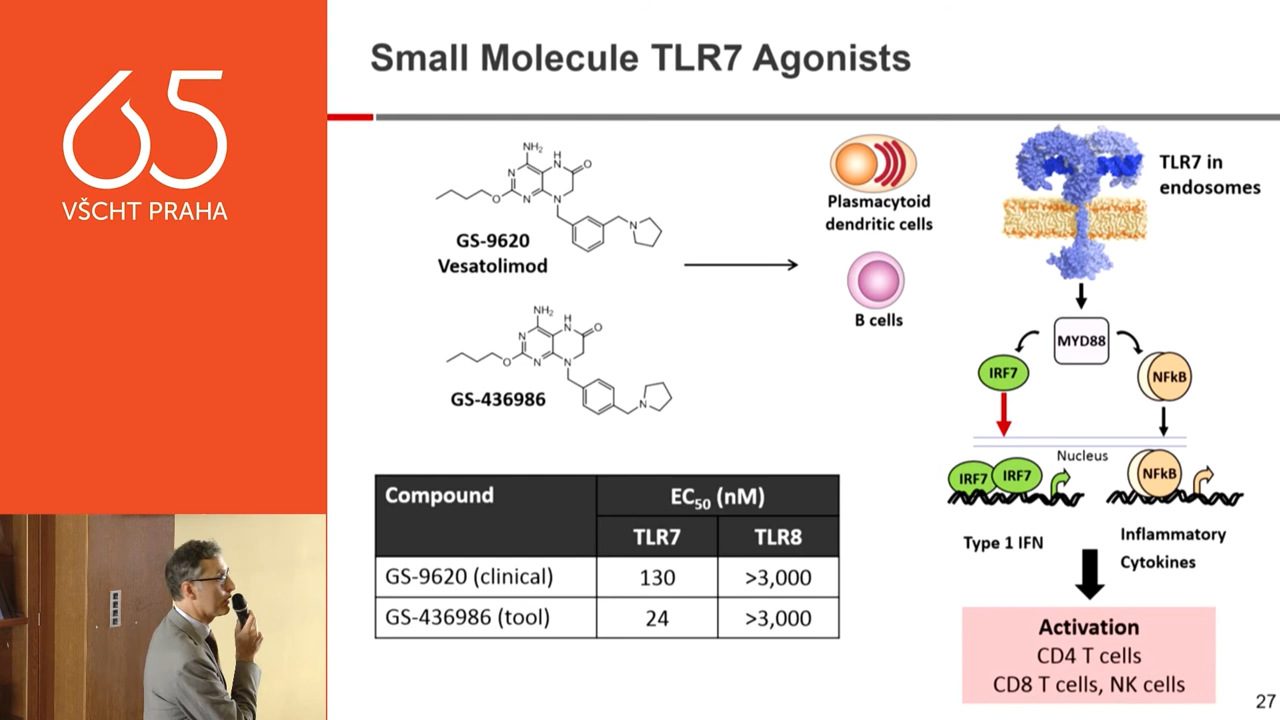 65
VŠCHT PRAHA
Small Molecule TLR7 Agonists
NH₂
H
N
N
O
O
N
N
N
GS-9620
Vesatolimod
NH₂
H
N
N
O
O
N
N
N
GS-436986
Plasmacytoid
dendritic cells
B cells
TLR7 in
endosomes
MYD88
IRF7
NFkB
Nucleus
IRF7
IRF7
NFkB
Type 1 IFN
Inflammatory
Cytokines
Activation
CD4 T cells
CD8 T cells, NK cells
Compound
EC₅₀ (nM)
TLR7
TLR8
GS-9620 (clinical)
130
>3,000
GS-436986 (tool)
24
>3,000
27